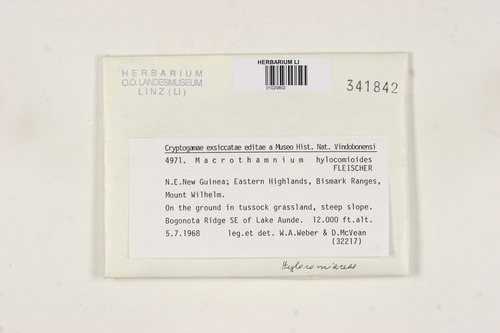 HERBARIUM
O.Ö. LANDESMUSEUM
LINZ (LI)
HERBARIUM LI
01025802
341842
Cryptogamae exsiccatae editae a Museo Hist. Nat. Vindobonensi
4971. Macrothamnium hylocomioides
FLEISCHER
N.E.New Guinea; Eastern Highlands, Bismark Ranges,
Mount Wilhelm.
On the ground in tussock grassland, steep slope.
Bogonota Ridge SE of Lake Aunde. 12.000 ft.alt.
5.7.1968 leg.et det. W.A.Weber & D.McVean
(32217)
Hylocomiaceae